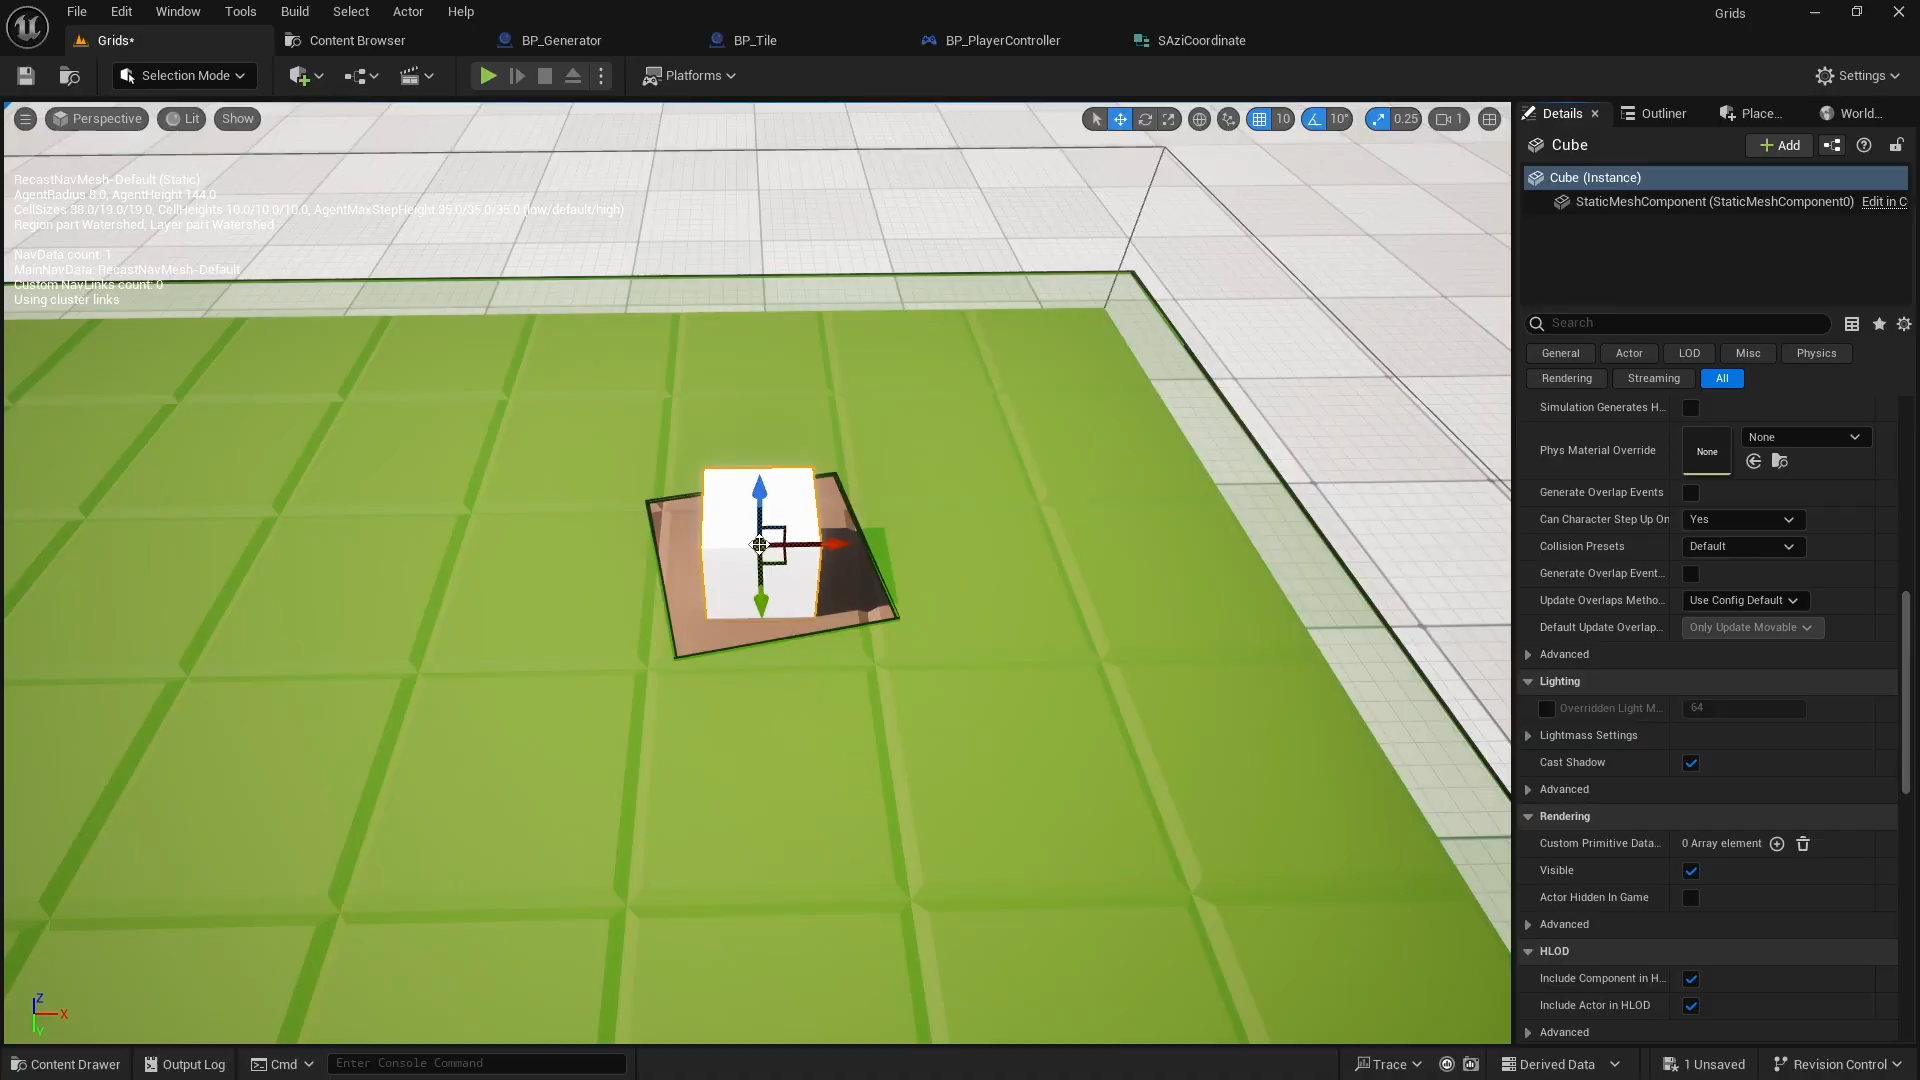 File Edit Window Tools Build Select Actor Help
Grids
Grids* Content Browser BP_Generator BP_Tile BP_PlayerController SAziCoordinate
Selection Mode Platforms Settings
Perspective Lit Show 10 10° 0.25 1
RecastNavMesh-Default (Static)
AgentRadius 8.0, AgentHeight 144.0
CellSizes 38.0/19.0/19.0, CellHeights 10.0/10.0/10.0, AgentMaxStepHeight 35.0/35.0/35.0 (low/default/high)
Region part Watershed, Layer part Watershed
NavData count: 1
MainNavData: RecastNavMesh-Default
Custom NavLinks count: 0
Using cluster links
Z
X
Y
Details Outliner Place... World...
Cube Add
Cube (Instance)
StaticMeshComponent (StaticMeshComponent0) Edit in C
Search
General Actor LOD Misc Physics
Rendering Streaming All
Simulation Generates H...
Phys Material Override None None
Generate Overlap Events
Can Character Step Up On Yes
Collision Presets Default
Generate Overlap Event...
Update Overlaps Metho... Use Config Default
Default Update Overlap... Only Update Movable
Advanced
Lighting
Overridden Light M... 64
Lightmass Settings
Cast Shadow
Advanced
Rendering
Custom Primitive Data... 0 Array element
Visible
Actor Hidden In Game
Advanced
HLOD
Include Component in H...
Include Actor in HLOD
Advanced
Content Drawer Output Log Cmd Enter Console Command Trace Derived Data 1 Unsaved Revision Control